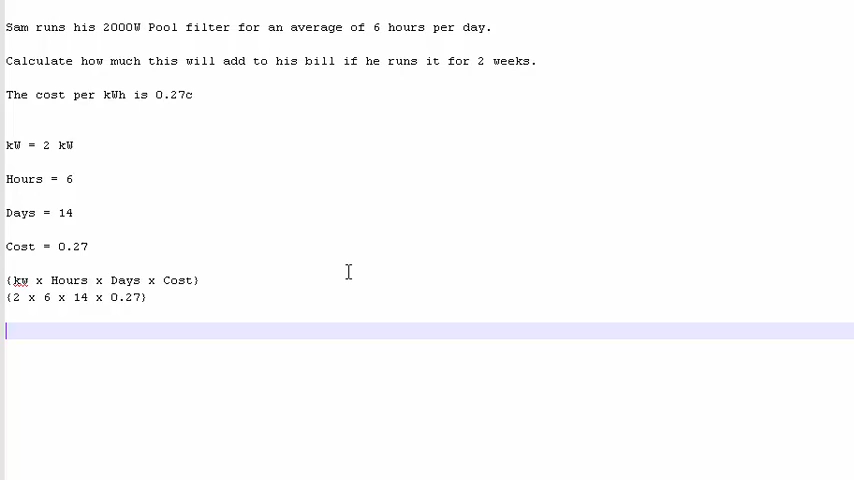 Sam runs his 2000W Pool filter for an average of 6 hours per day.
Calculate how much this will add to his bill if he runs it for 2 weeks.
The cost per kWh is 0.27c
kW = 2 kW
Hours = 6
Days = 14
Cost = 0.27
{kw x Hours x Days x Cost}
{2 x 6 x 14 x 0.27}